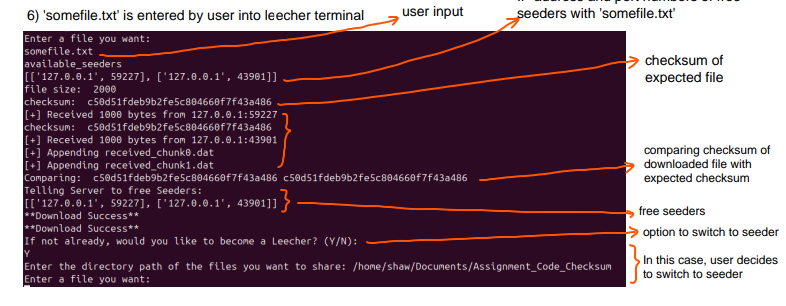 6) 'somefile.txt' is entered by user into leecher terminal
user input
seeders with 'somefile.txt'
Enter a file you want:
somefile.txt
available_seeders
[['127.0.0.1', 59227], ['127.0.0.1', 43901]]
file size:  2000
checksum:  c50d51fdeb9b2fe5c804660f7f43a486
[+] Received 1000 bytes from 127.0.0.1:59227
checksum:  c50d51fdeb9b2fe5c804660f7f43a486
[+] Received 1000 bytes from 127.0.0.1:43901
[+] Appending received_chunk0.dat
[+] Appending received_chunk1.dat
Comparing:  c50d51fdeb9b2fe5c804660f7f43a486 c50d51fdeb9b2fe5c804660f7f43a486
Telling Server to free Seeders:
[['127.0.0.1', 59227], ['127.0.0.1', 43901]]
**Download Success**
**Download Success**
If not already, would you like to become a Leecher? (Y/N):
Y
Enter the directory path of the files you want to share: /home/shaw/Documents/Assignment_Code_Checksum
Enter a file you want:
checksum of
expected file
comparing checksum of
downloaded file with
expected checksum
free seeders
option to switch to seeder
In this case, user decides
to switch to seeder